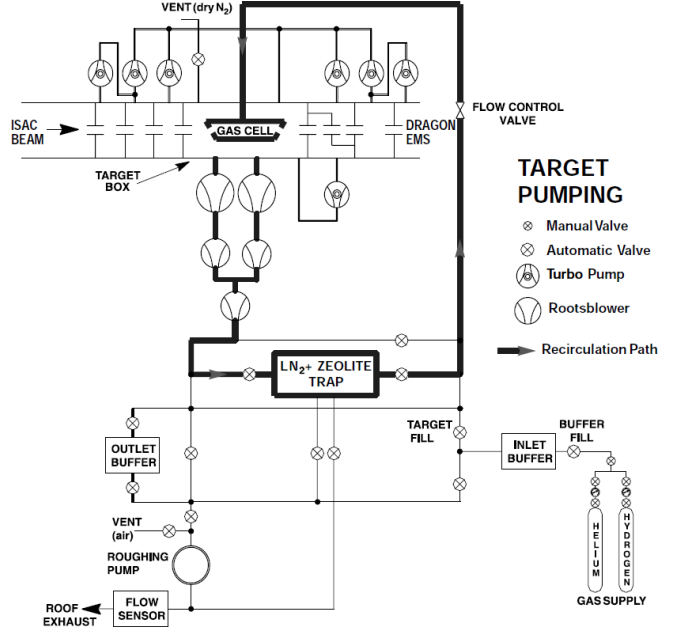 VENT (dry N₂)
ISAC
BEAM
GAS CELL
DRAGON
EMS
FLOW CONTROL
VALVE
TARGET
BOX
TARGET
PUMPING
Manual Valve
Automatic Valve
Turbo Pump
Rootsblower
Recirculation Path
LN₂+ ZEOLITE
TRAP
TARGET
FILL
BUFFER
FILL
OUTLET
BUFFER
INLET
BUFFER
VENT
(air)
ROUGHING
PUMP
HELIUM
HYDROGEN
GAS SUPPLY
ROOF
EXHAUST
FLOW
SENSOR